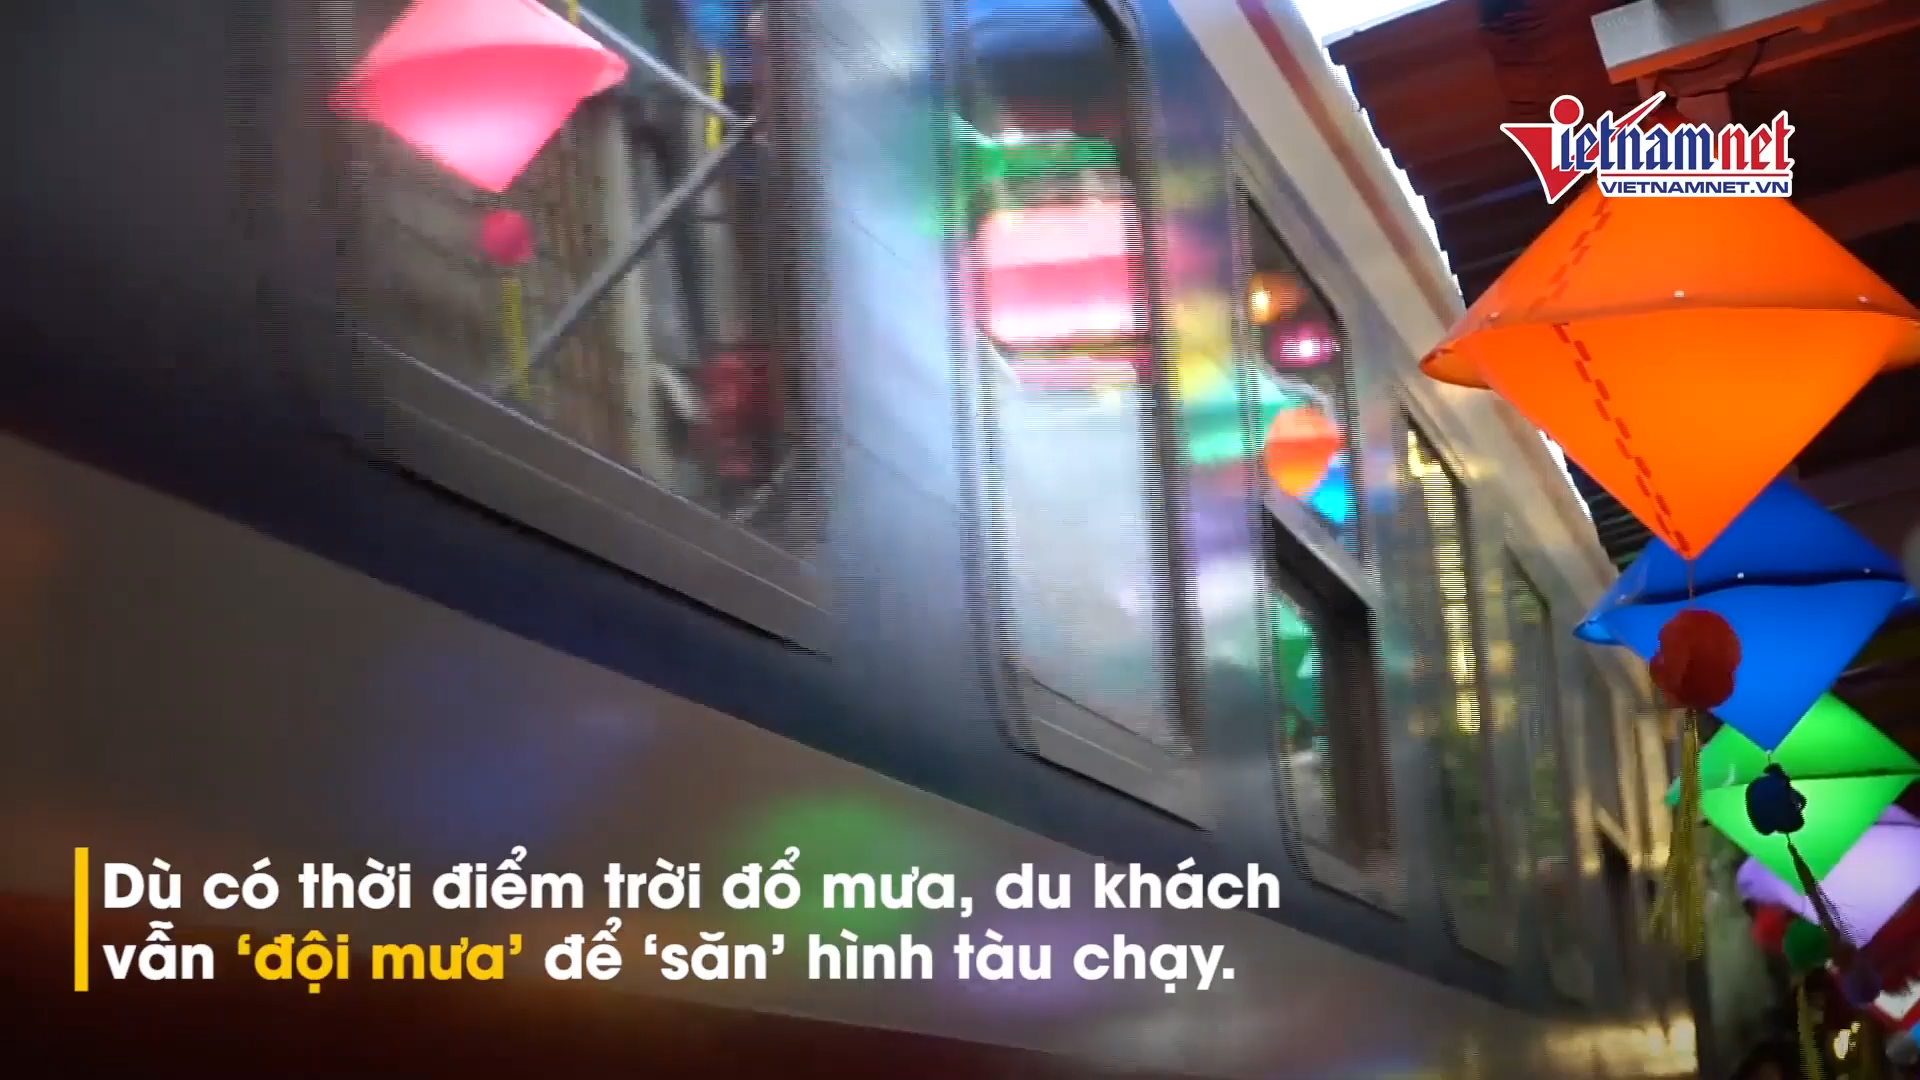 Vietnamnet
VIETNAMNET.VN
Dù có thời điểm trời đổ mưa, du khách
vẫn ‘đội mưa’ để ‘săn’ hình tàu chạy.